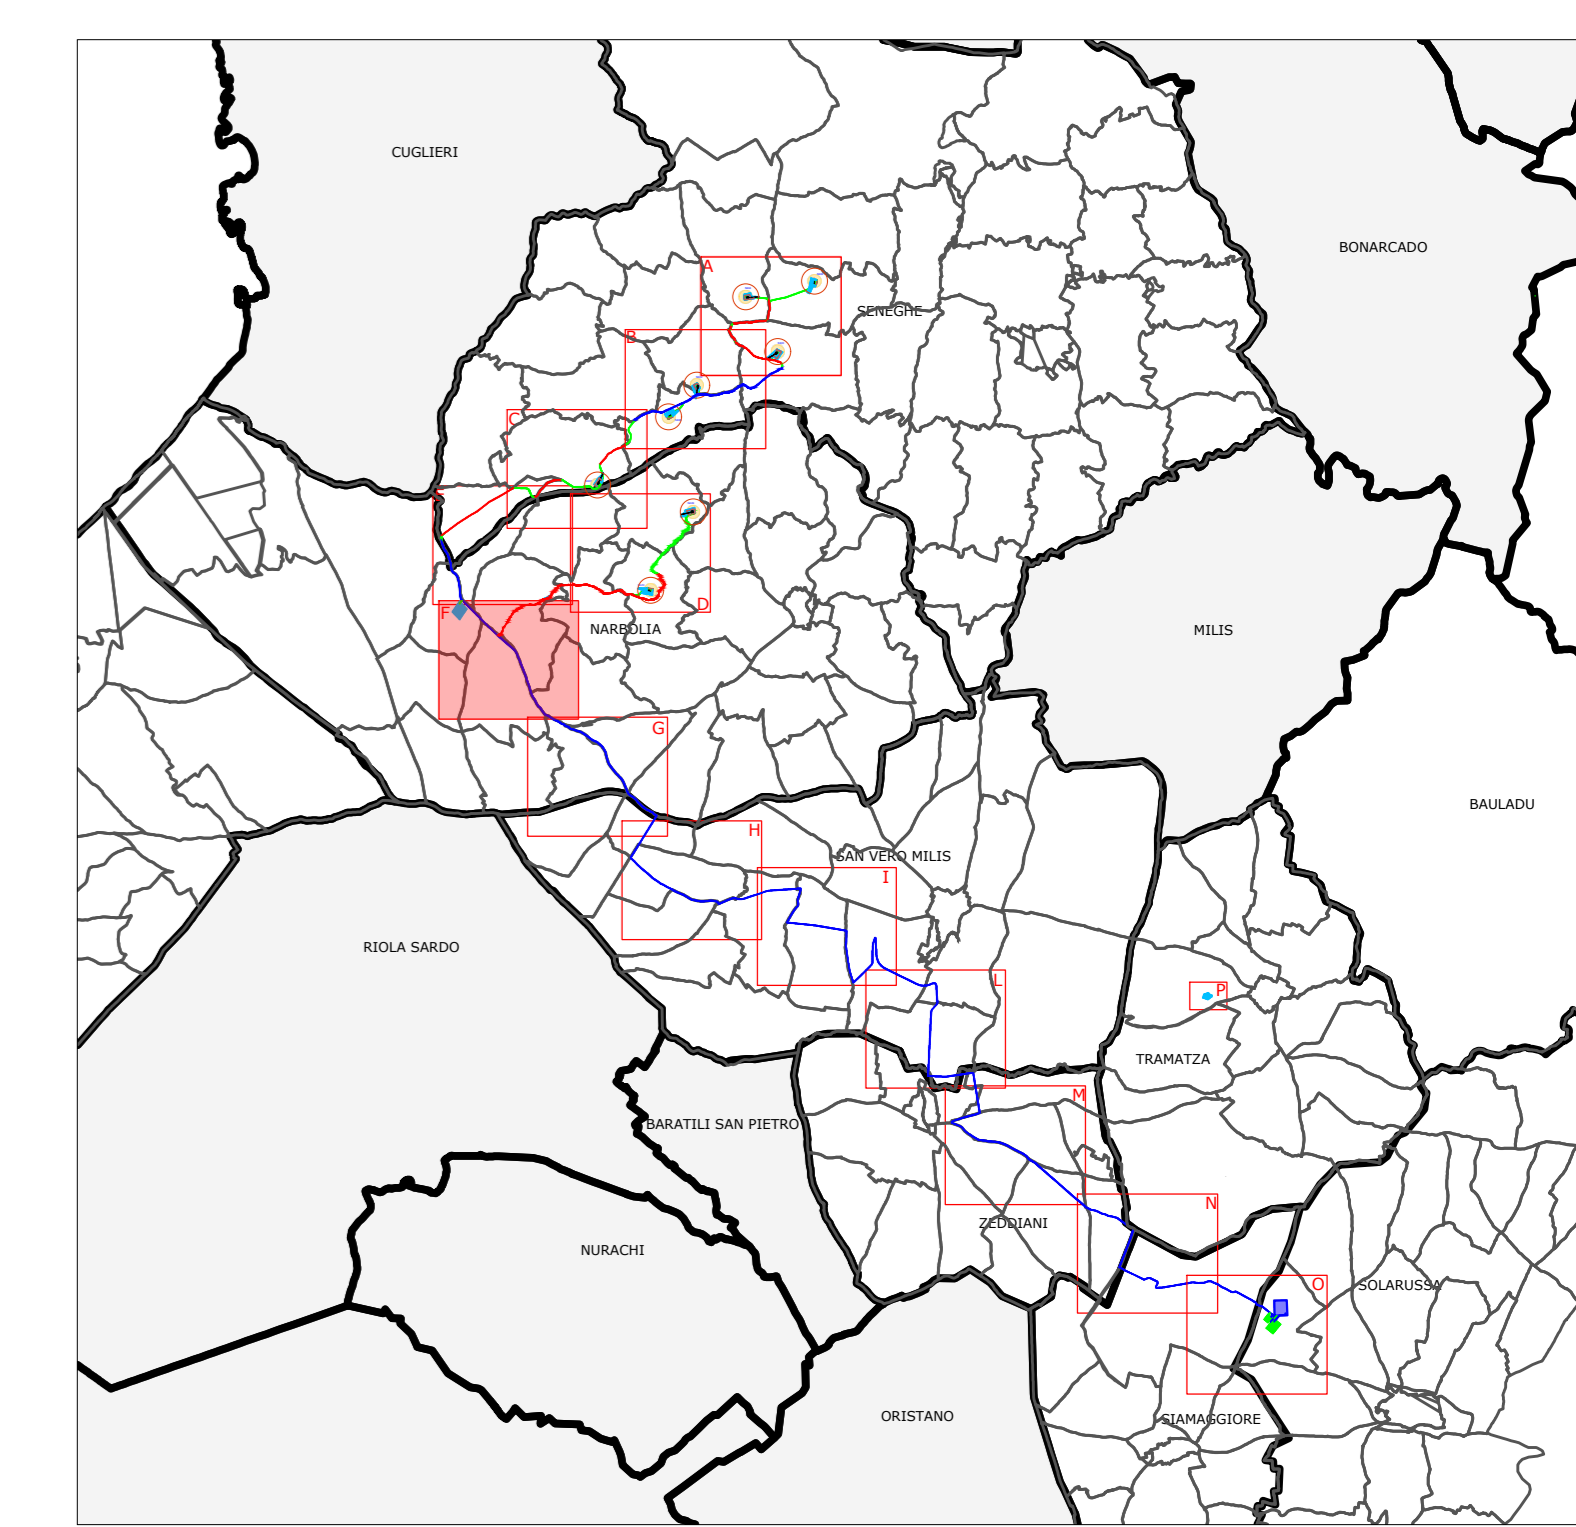 CUGLIERI
BONARCADO
A
SENEGHE
B
C
D
F
NARBOLIA
MILIS
G
BAULADU
H
SAN VERO MILIS
I
RIOLA SARDO
L
P
TRAMATZA
M
BARATILI SAN PIETRO
N
ZEDDIANI
NURACHI
O
SOLARUSSA
ORISTANO
SIAMAGGIORE